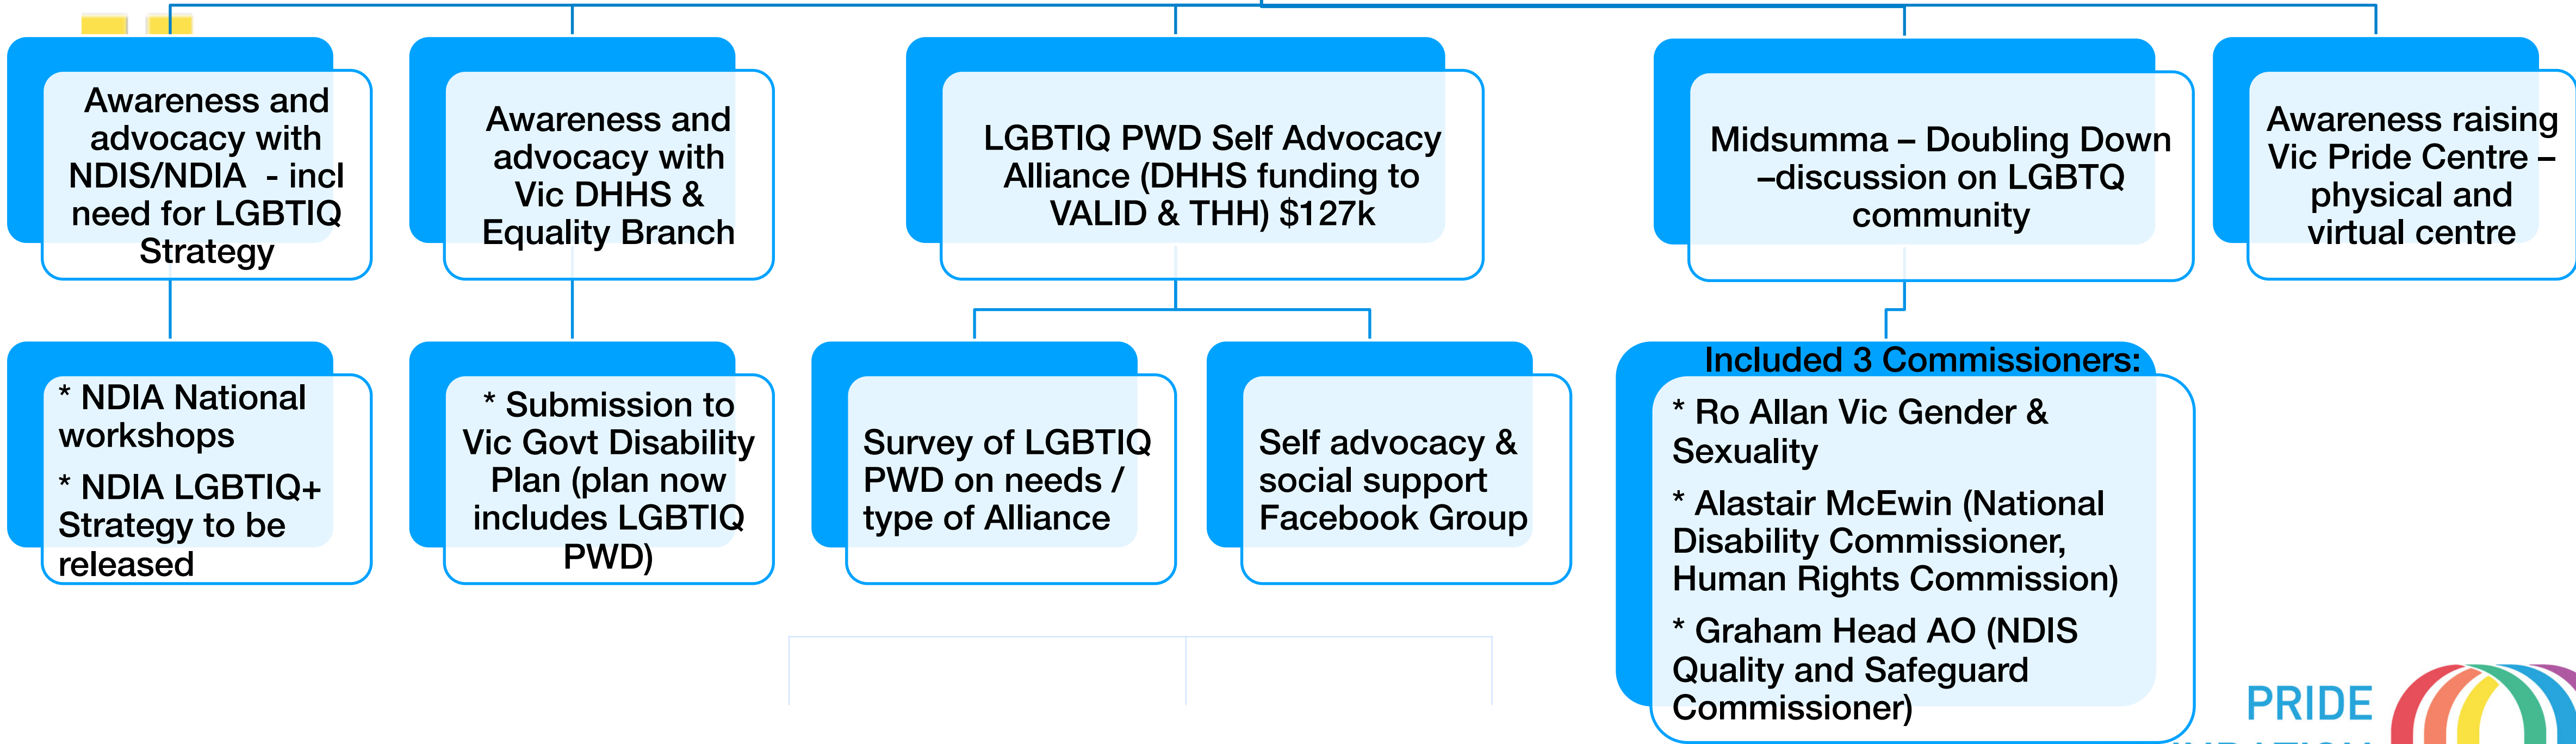 Awareness and
advocacy with
NDIS/NDIA - incl
need for LGBTIQ
Strategy
Awareness and
advocacy with
Vic DHHS &
Equality Branch
LGBTIQ PWD Self Advocacy
Alliance (DHHS funding to
VALID & THH) $127k
Midsumma – Doubling Down
–discussion on LGBTQ
community
Awareness raising
Vic Pride Centre –
physical and
virtual centre
* NDIA National
workshops
* NDIA LGBTIQ+
Strategy to be
released
* Submission to
Vic Govt Disability
Plan (plan now
includes LGBTIQ
PWD)
Survey of LGBTIQ
PWD on needs /
type of Alliance
Self advocacy &
social support
Facebook Group
Included 3 Commissioners:
* Ro Allan Vic Gender &
Sexuality
* Alastair McEwin (National
Disability Commissioner,
Human Rights Commission)
* Graham Head AO (NDIS
Quality and Safeguard
Commissioner)
PRIDE